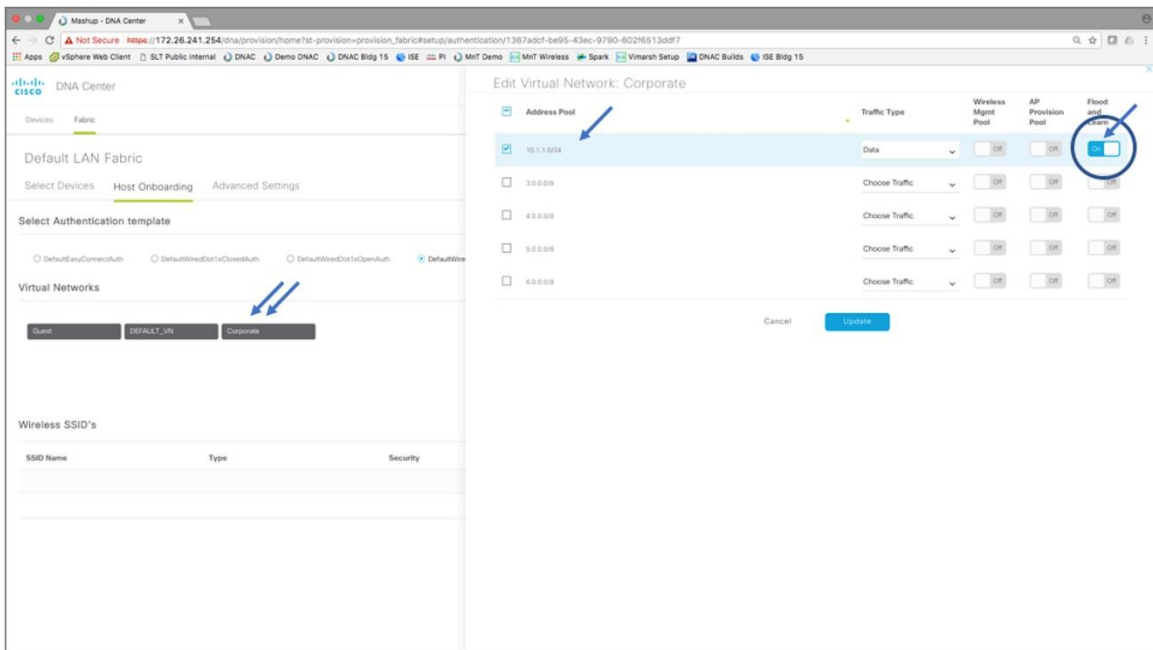 Mashup - DNA Center
Not Secure https://172.26.241.254/dna/provision/home?st-provision=provision_fabric#setup/authentication/1367adcf-be95-43ec-9790-602f6513ddf7
Apps vSphere Web Client SLT Public Internal DNAC Demo DNAC DNAC Bldg 15 ISE PI MnT Demo MnT Wireless Spark Vimarsh Setup DNAC Builds ISE Bldg 15
CISCO DNA Center
Devices Fabric
Default LAN Fabric
Select Devices Host Onboarding Advanced Settings
Select Authentication template
DefaultEasyConnectAuth DefaultWiredDot1xClosedAuth DefaultWiredDot1xOpenAuth DefaultWire
Virtual Networks
Guest DEFAULT_VN Corporate
Wireless SSID's
SSID Name Type Security
Edit Virtual Network: Corporate
Address Pool Traffic Type Wireless Mgmt Pool AP Provision Pool Flood and Learn
10.1.1.0/24 Data Off Off On
3.0.0.0/8 Choose Traffic Off Off Off
4.0.0.0/8 Choose Traffic Off Off Off
5.0.0.0/8 Choose Traffic Off Off Off
6.0.0.0/8 Choose Traffic Off Off Off
Cancel Update